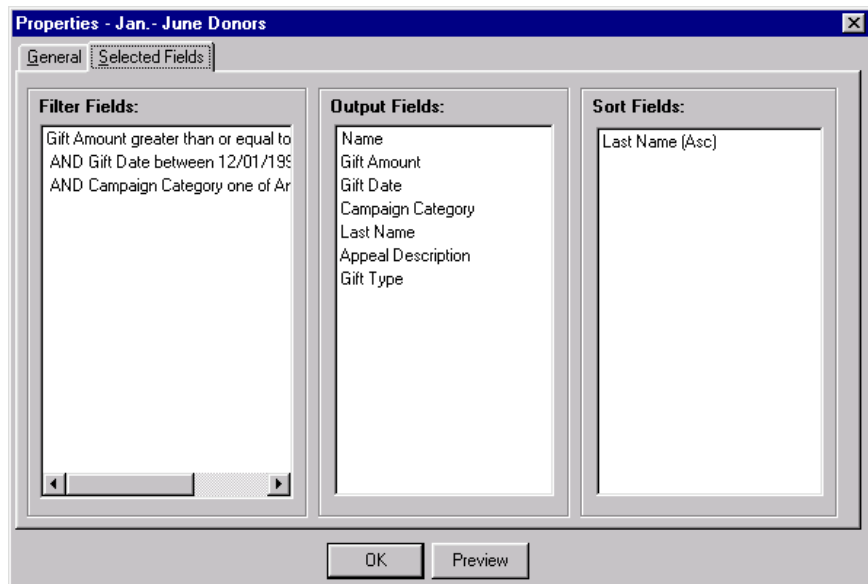 Properties - Jan.- June Donors
General Selected Fields
Filter Fields:
Gift Amount greater than or equal to
AND Gift Date between 12/01/199
AND Campaign Category one of Ar
Output Fields:
Name
Gift Amount
Gift Date
Campaign Category
Last Name
Appeal Description
Gift Type
Sort Fields:
Last Name (Asc)
OK Preview